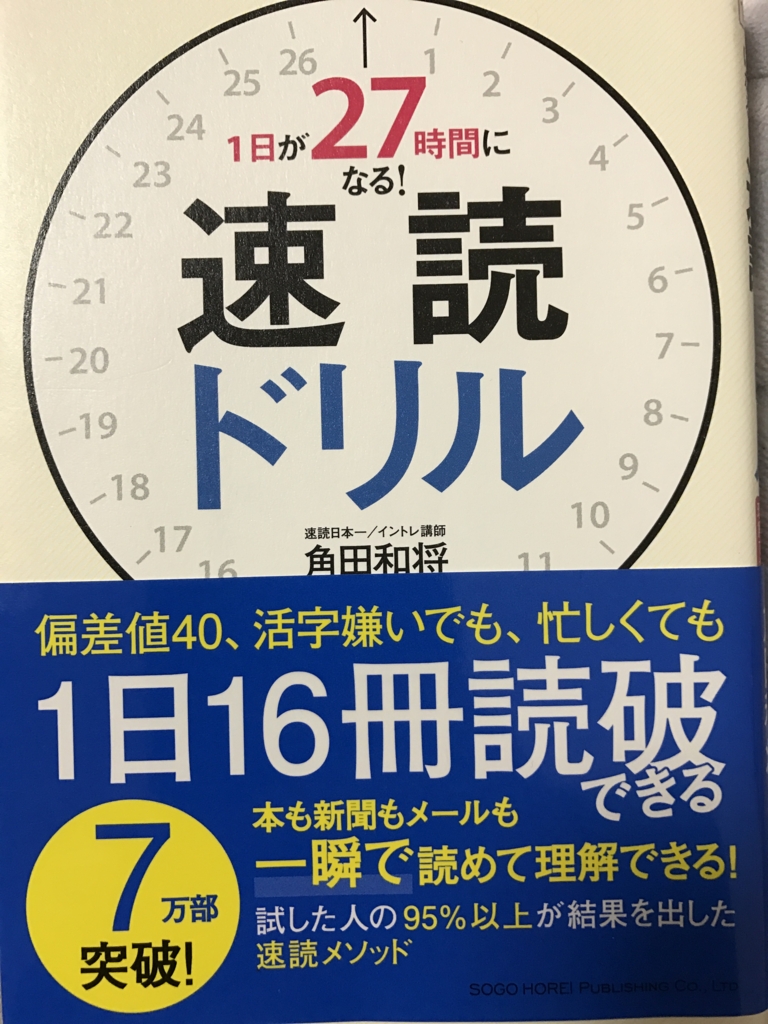 1日が27時間に
なる!
速読
ドリル
速読日本一/イントレ講師
角田和将
26
1
25
2
24
3
23
4
22
5
21
6
20
7
19
8
18
9
17
10
16
11
偏差値40、活字嫌いでも、忙しくても
1日16冊読破
できる
7
万部
突破!
本も新聞もメールも
一瞬で読めて理解できる!
試した人の95%以上が結果を出した
速読メソッド
SOGO HOREI PUBLISHING CO., LTD